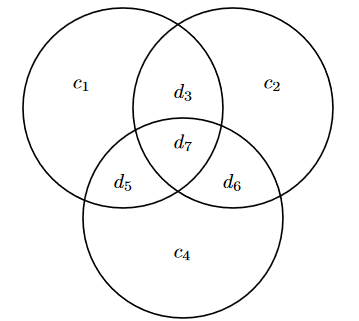 c₁ c₂
d₃
d₇
d₅ d₆
c₄